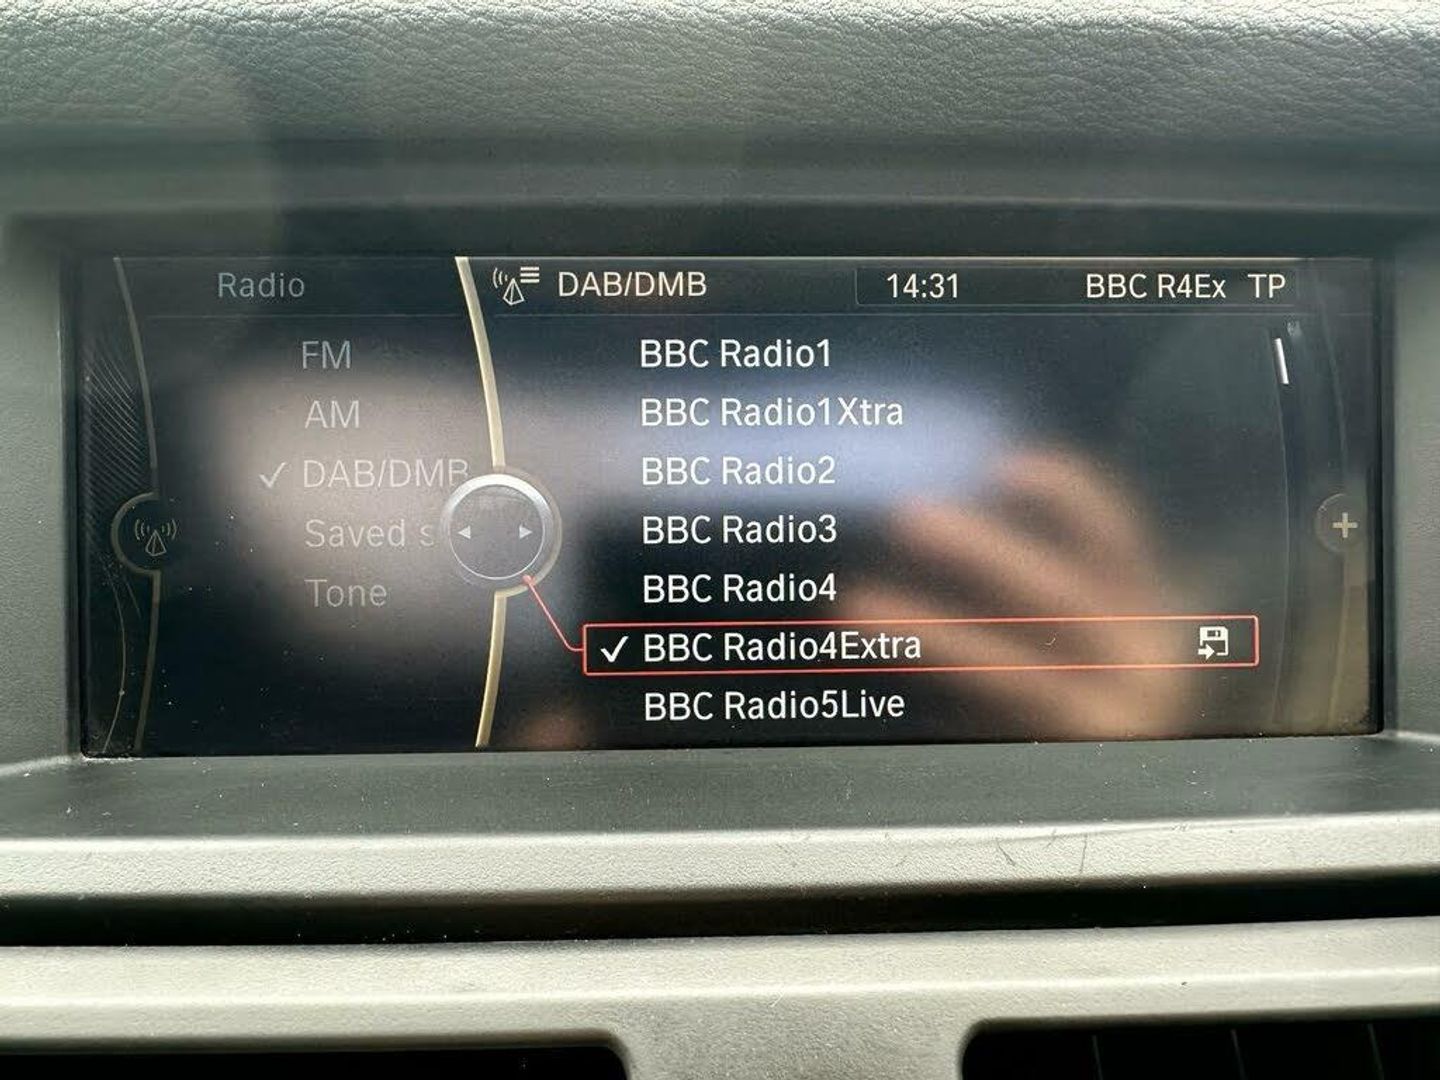 Radio
DAB/DMB
14:31
BBC R4Ex TP
FM
AM
✓ DAB/DMB
Saved s
Tone
BBC Radio1
BBC Radio1Xtra
BBC Radio2
BBC Radio3
BBC Radio4
✓ BBC Radio4Extra
BBC Radio5Live